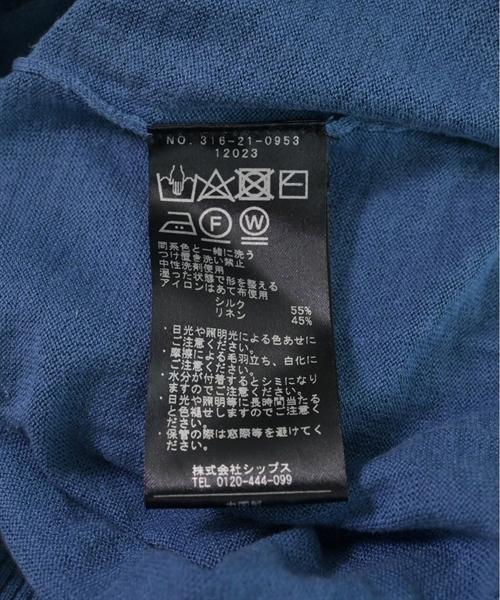 NO. 316-21-0953
12023
F W
同系色と一緒に洗う
つけ置き洗い禁止
中性洗剤使用
湿った状態で形を整える
アイロンはあて布使用
シルク 55%
リネン 45%
・日光や照明光による色あせに
ご注意ください。
・摩擦による毛羽立ち、白化に
ご注意ください。
・水分が付着するとシミになり
ますのでご注意ください。
・日光や照明等に長時間当たる
と色褪せしますのでご注意く
ださい。
・保管の際は窓際等を避けてく
ださい。
株式会社シップス
TEL 0120-444-099